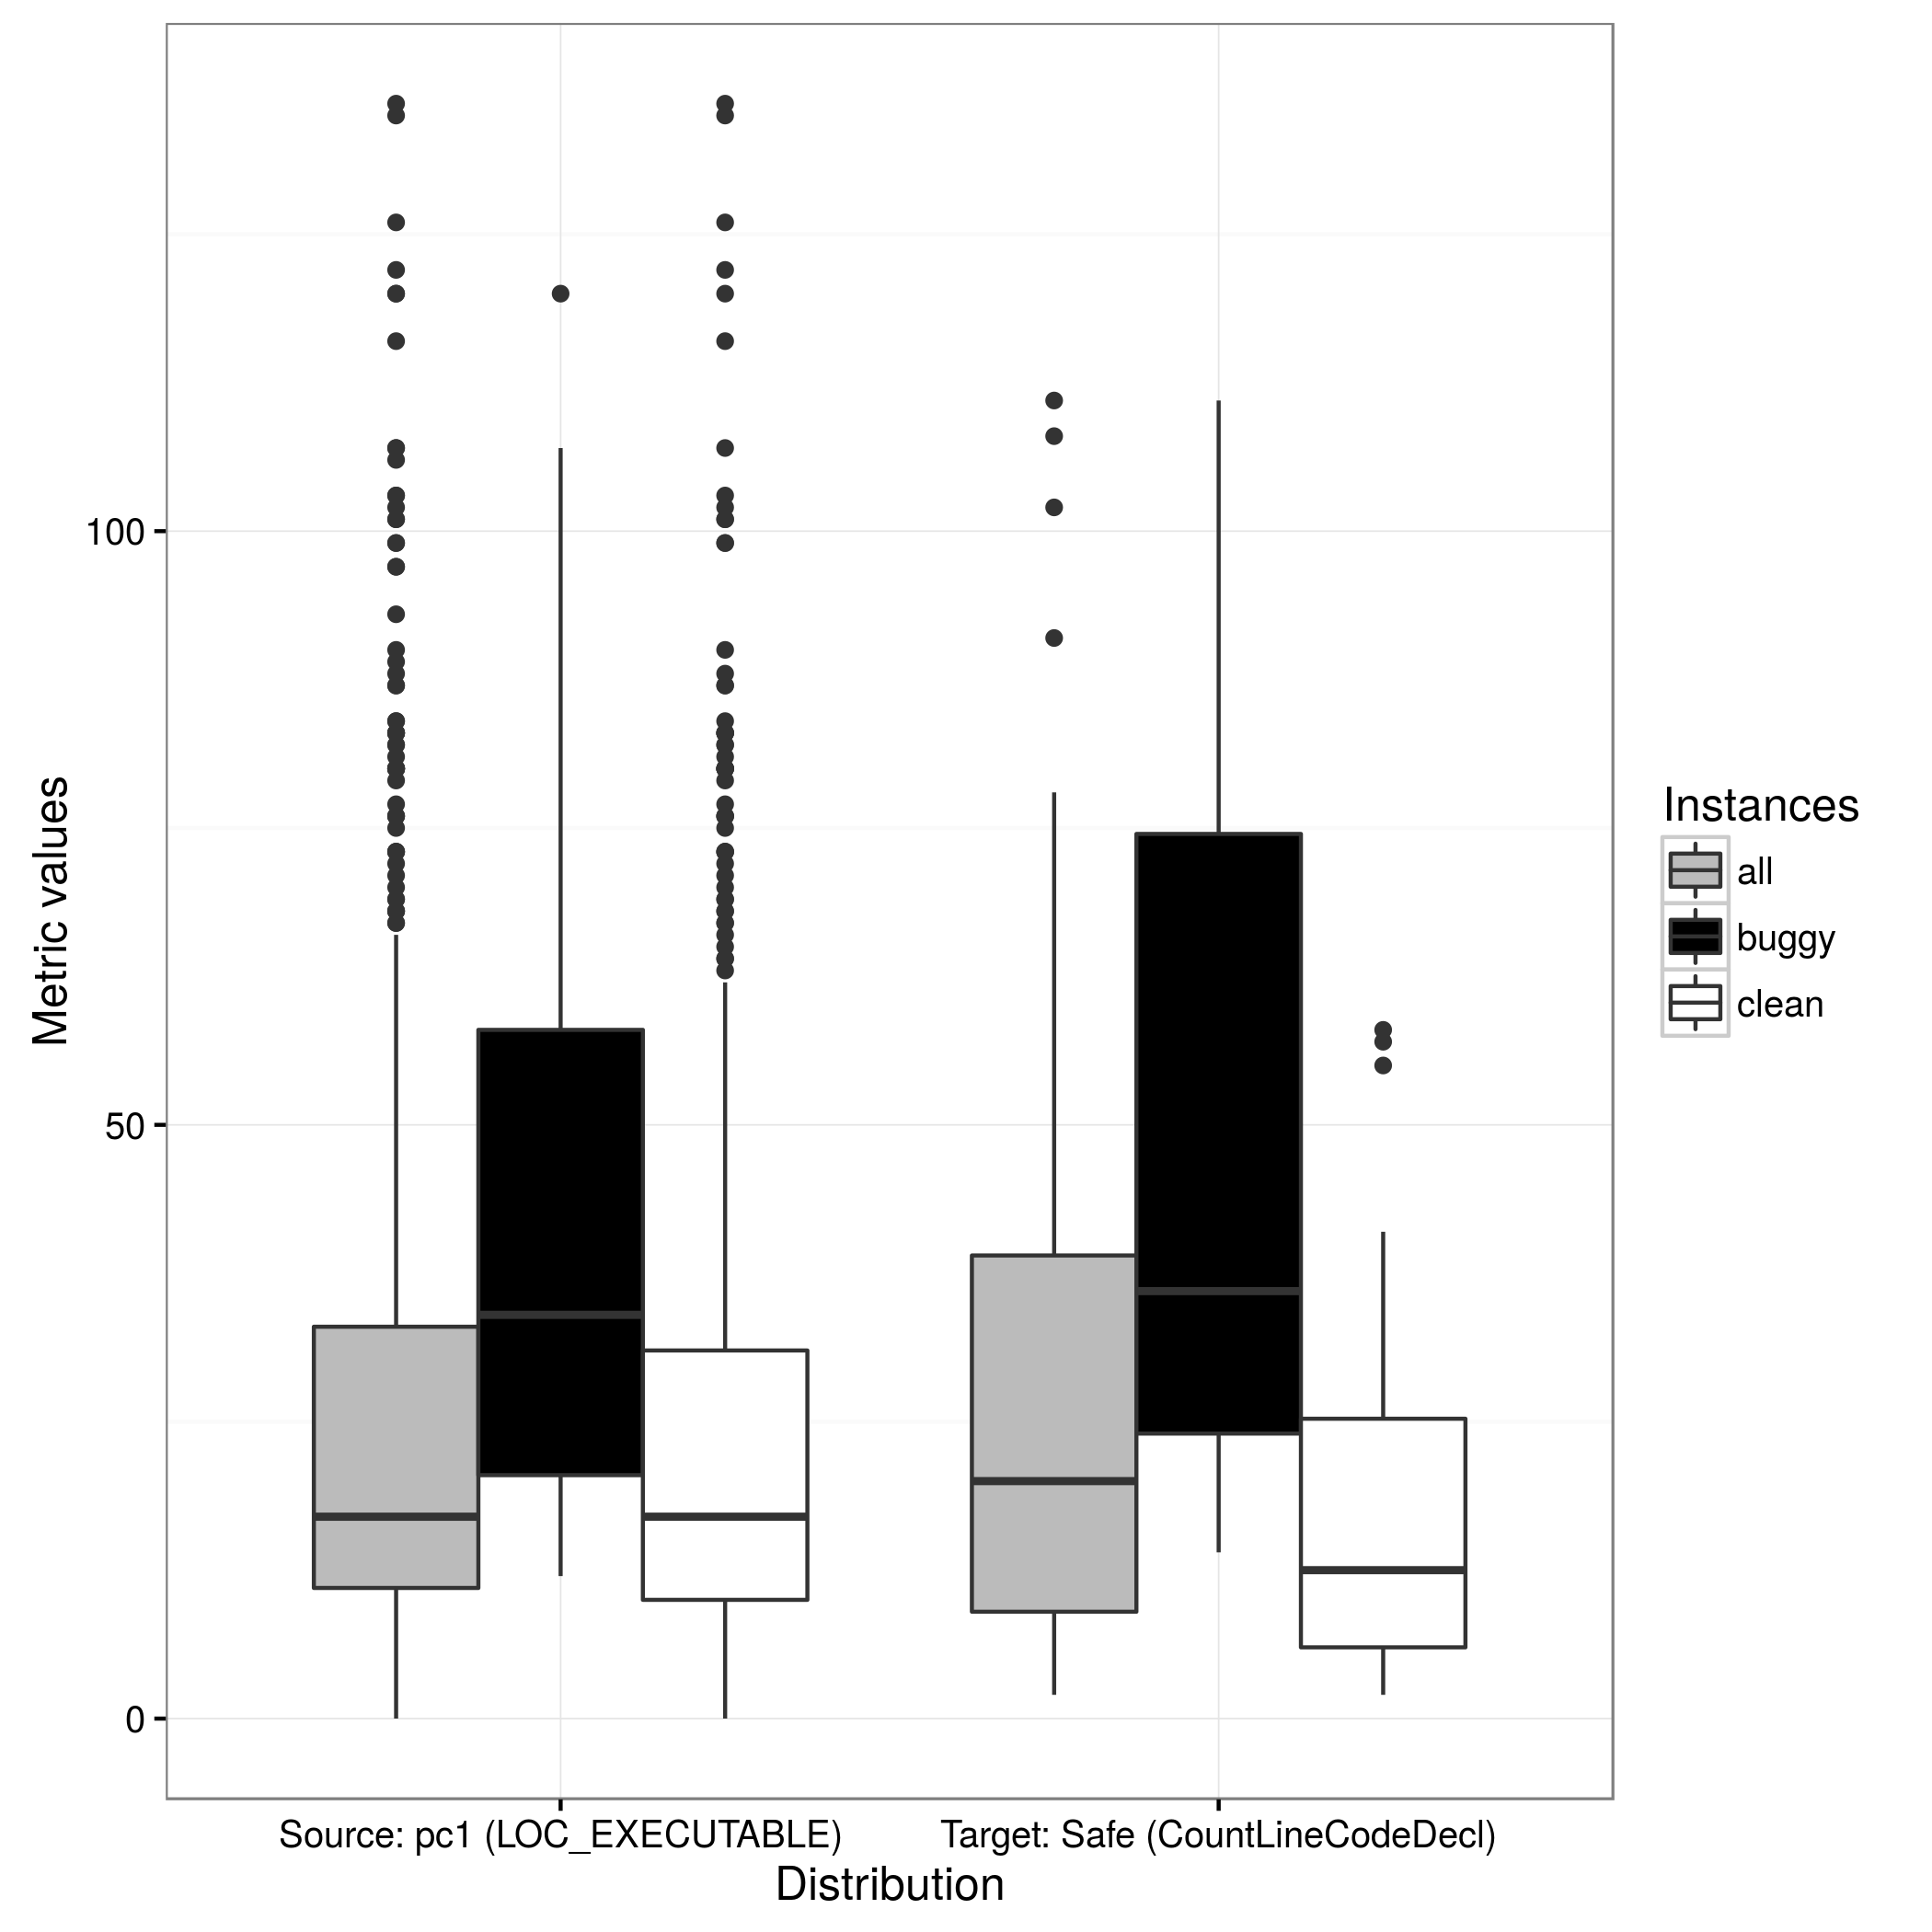 Metric values
100
50
0
Source: pc1 (LOC_EXECUTABLE)
Target: Safe (CountLineCodeDecl)
Distribution
Instances
all
buggy
clean